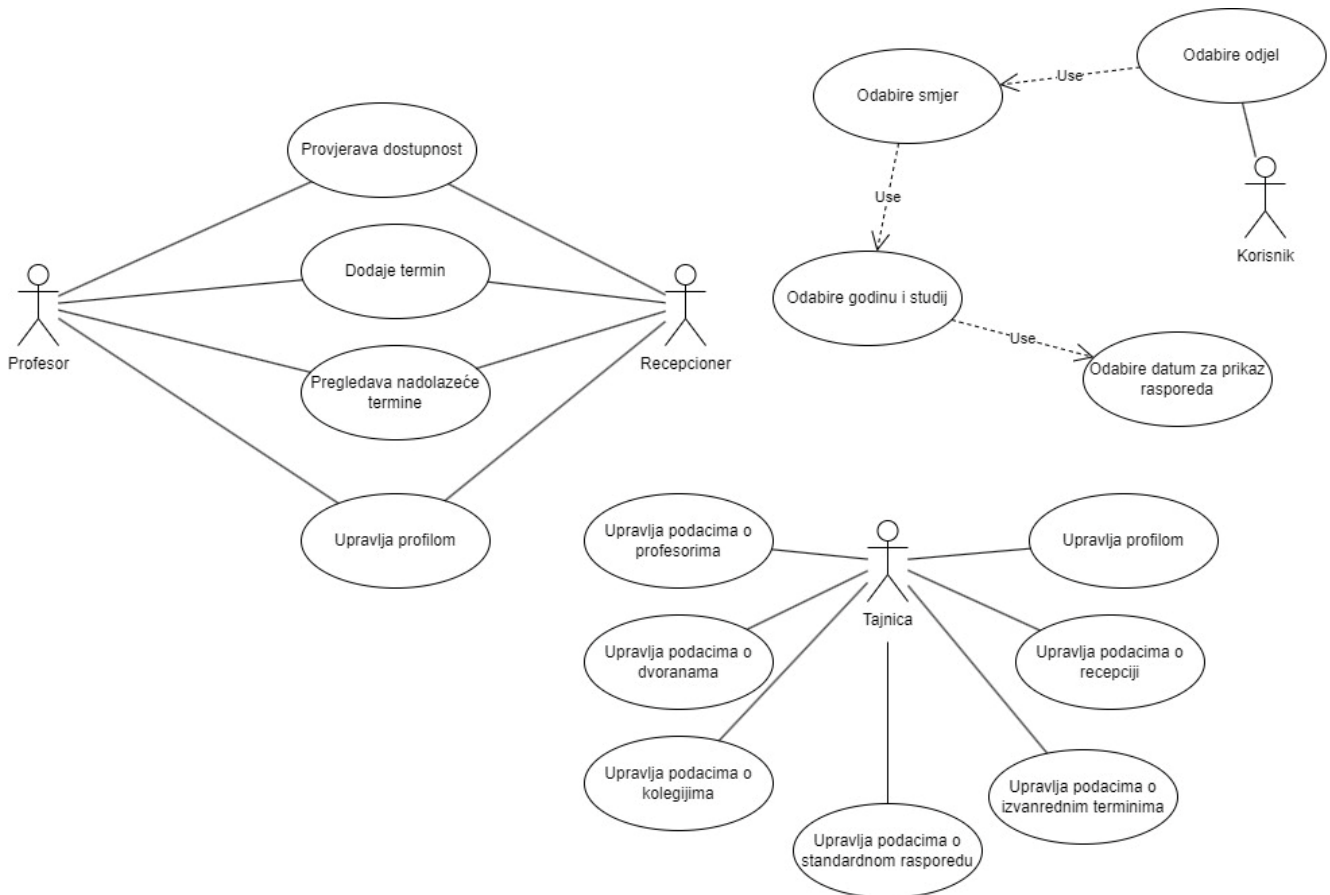 Odabire odjel
Use
Odabire smjer
Use
Odabire godinu i studij
Use
Odabire datum za prikaz
rasporeda
Korisnik
Provjerava dostupnost
Dodaje termin
Pregledava nadolazeće
termine
Upravlja profilom
Profesor
Recepcioner
Upravlja podacima o
profesorima
Upravlja profilom
Tajnica
Upravlja podacima o
dvoranama
Upravlja podacima o
recepciji
Upravlja podacima o
kolegijima
Upravlja podacima o
izvanrednim terminima
Upravlja podacima o
standardnom rasporedu